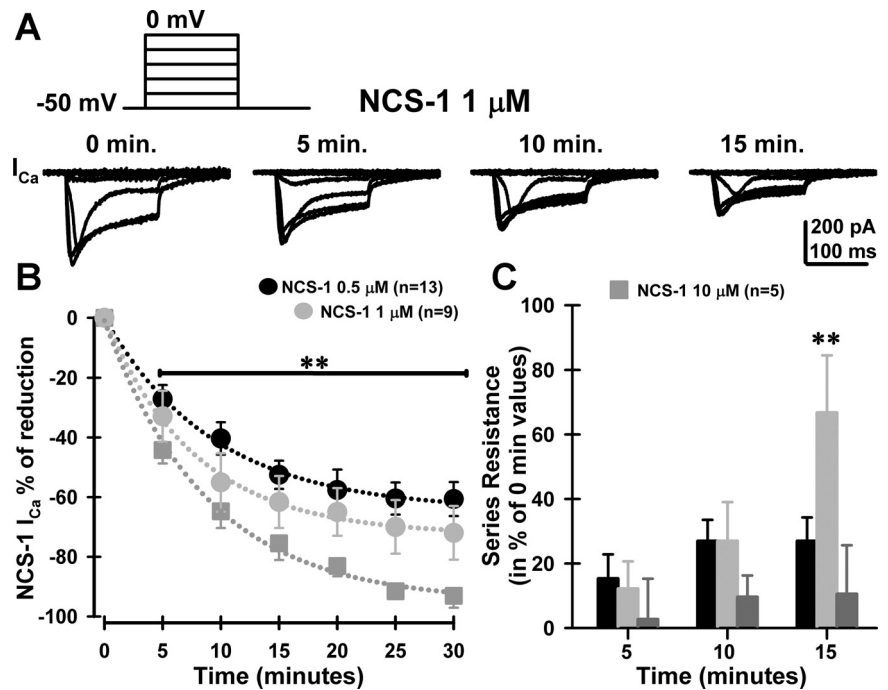 A
0 mV
-50 mV
NCS-1 1 μM
0 min.
5 min.
10 min.
15 min.
I_Ca
200 pA
100 ms
B
NCS-1 0.5 μM (n=13)
NCS-1 1 μM (n=9)
**
0
-20
-40
-60
-80
-100
NCS-1 I_Ca % of reduction
0 5 10 15 20 25 30
Time (minutes)
C
NCS-1 10 μM (n=5)
**
100
80
60
40
20
0
Series Resistance
(in % of 0 min values)
5 10 15
Time (minutes)